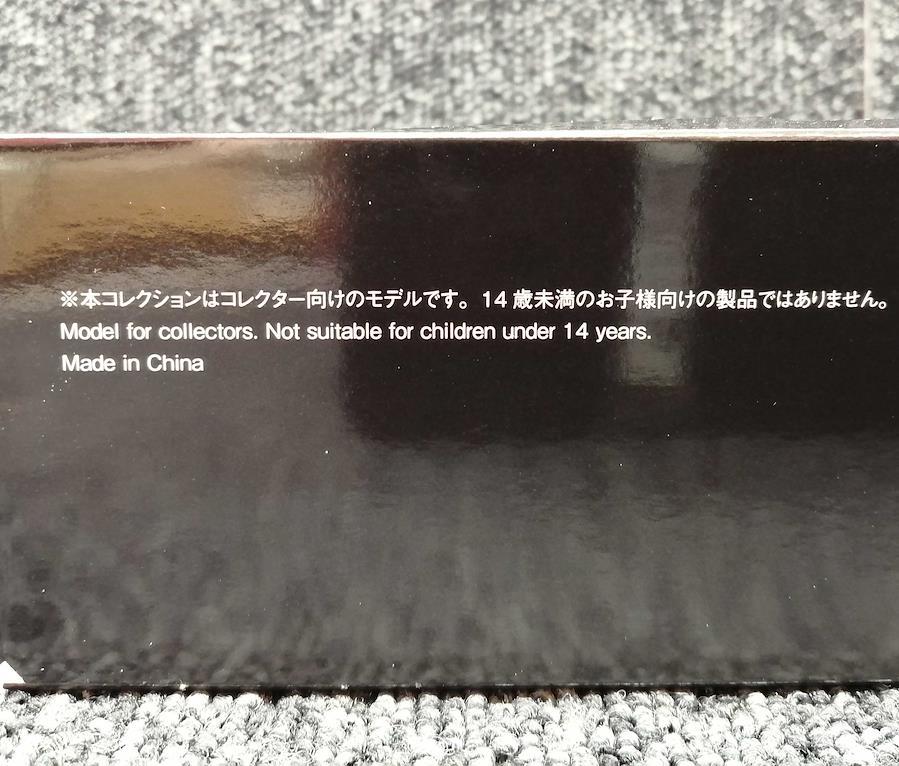 ※本コレクションはコレクター向けのモデルです。 14 歳未満のお子様向けの製品ではありません。
Model for collectors. Not suitable for children under 14 years.
Made in China